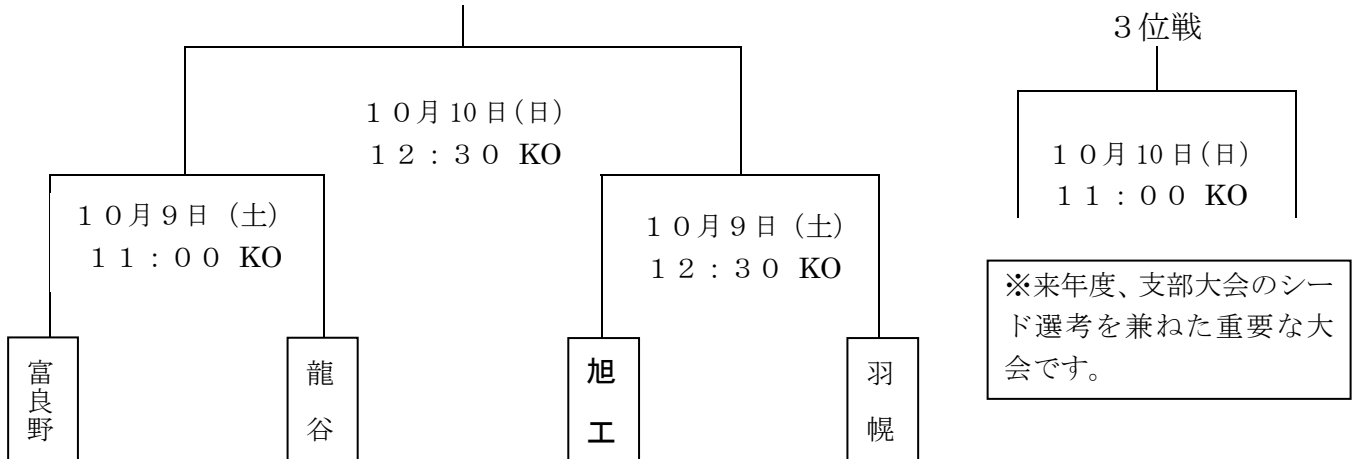 3位戦
10月10日(日)
12:30 KO
10月10日(日)
11:00 KO
10月9日(土)
11:00 KO
10月9日(土)
12:30 KO
※来年度、支部大会のシー
ド選考を兼ねた重要な大
会です。
富良野
龍谷
旭工
羽幌